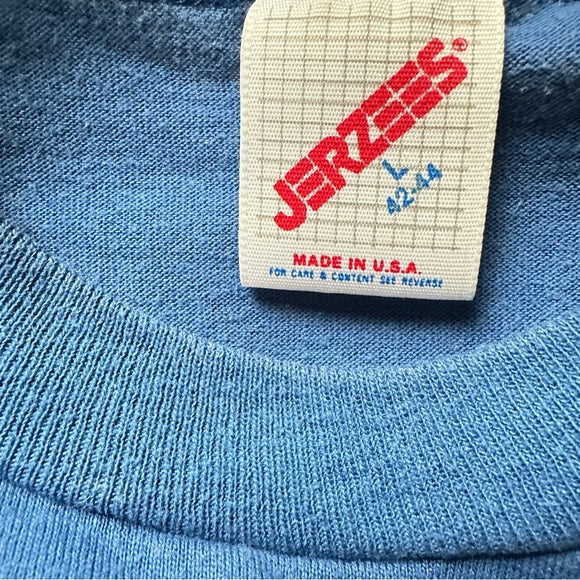 JERZEES®
L
42-44
MADE IN U.S.A.
FOR CARE & CONTENT SEE REVERSE